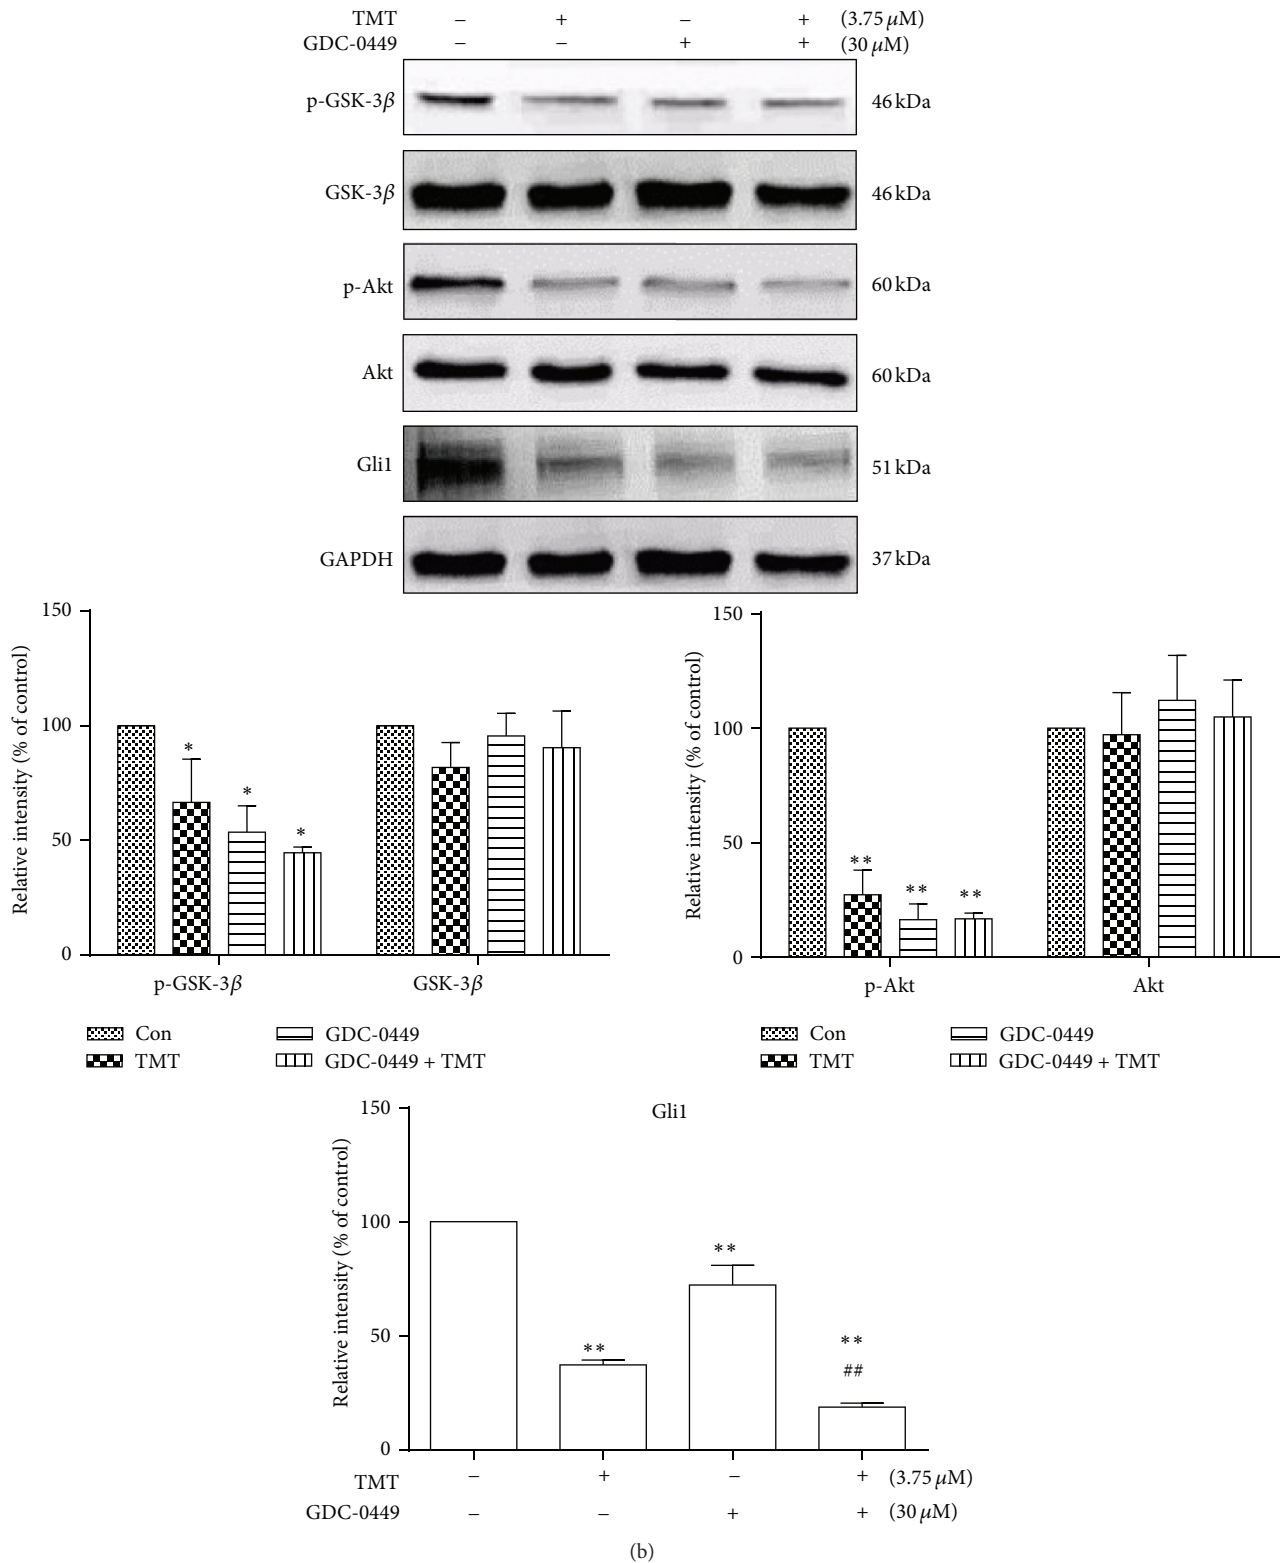 TMT – + – + (3.75 μM)
GDC-0449 – – + + (30 μM)
p-GSK-3β 46 kDa
GSK-3β 46 kDa
p-Akt 60 kDa
Akt 60 kDa
Gli1 51 kDa
GAPDH 37 kDa
Relative intensity (% of control)
150
100
50
0
*
*
*
p-GSK-3β GSK-3β
Con GDC-0449
TMT GDC-0449 + TMT
Relative intensity (% of control)
150
100
50
0
**
**
**
p-Akt Akt
Con GDC-0449
TMT GDC-0449 + TMT
Gli1
Relative intensity (% of control)
150
100
50
0
**
**
**
##
TMT – + – + (3.75 μM)
GDC-0449 – – + + (30 μM)
(b)